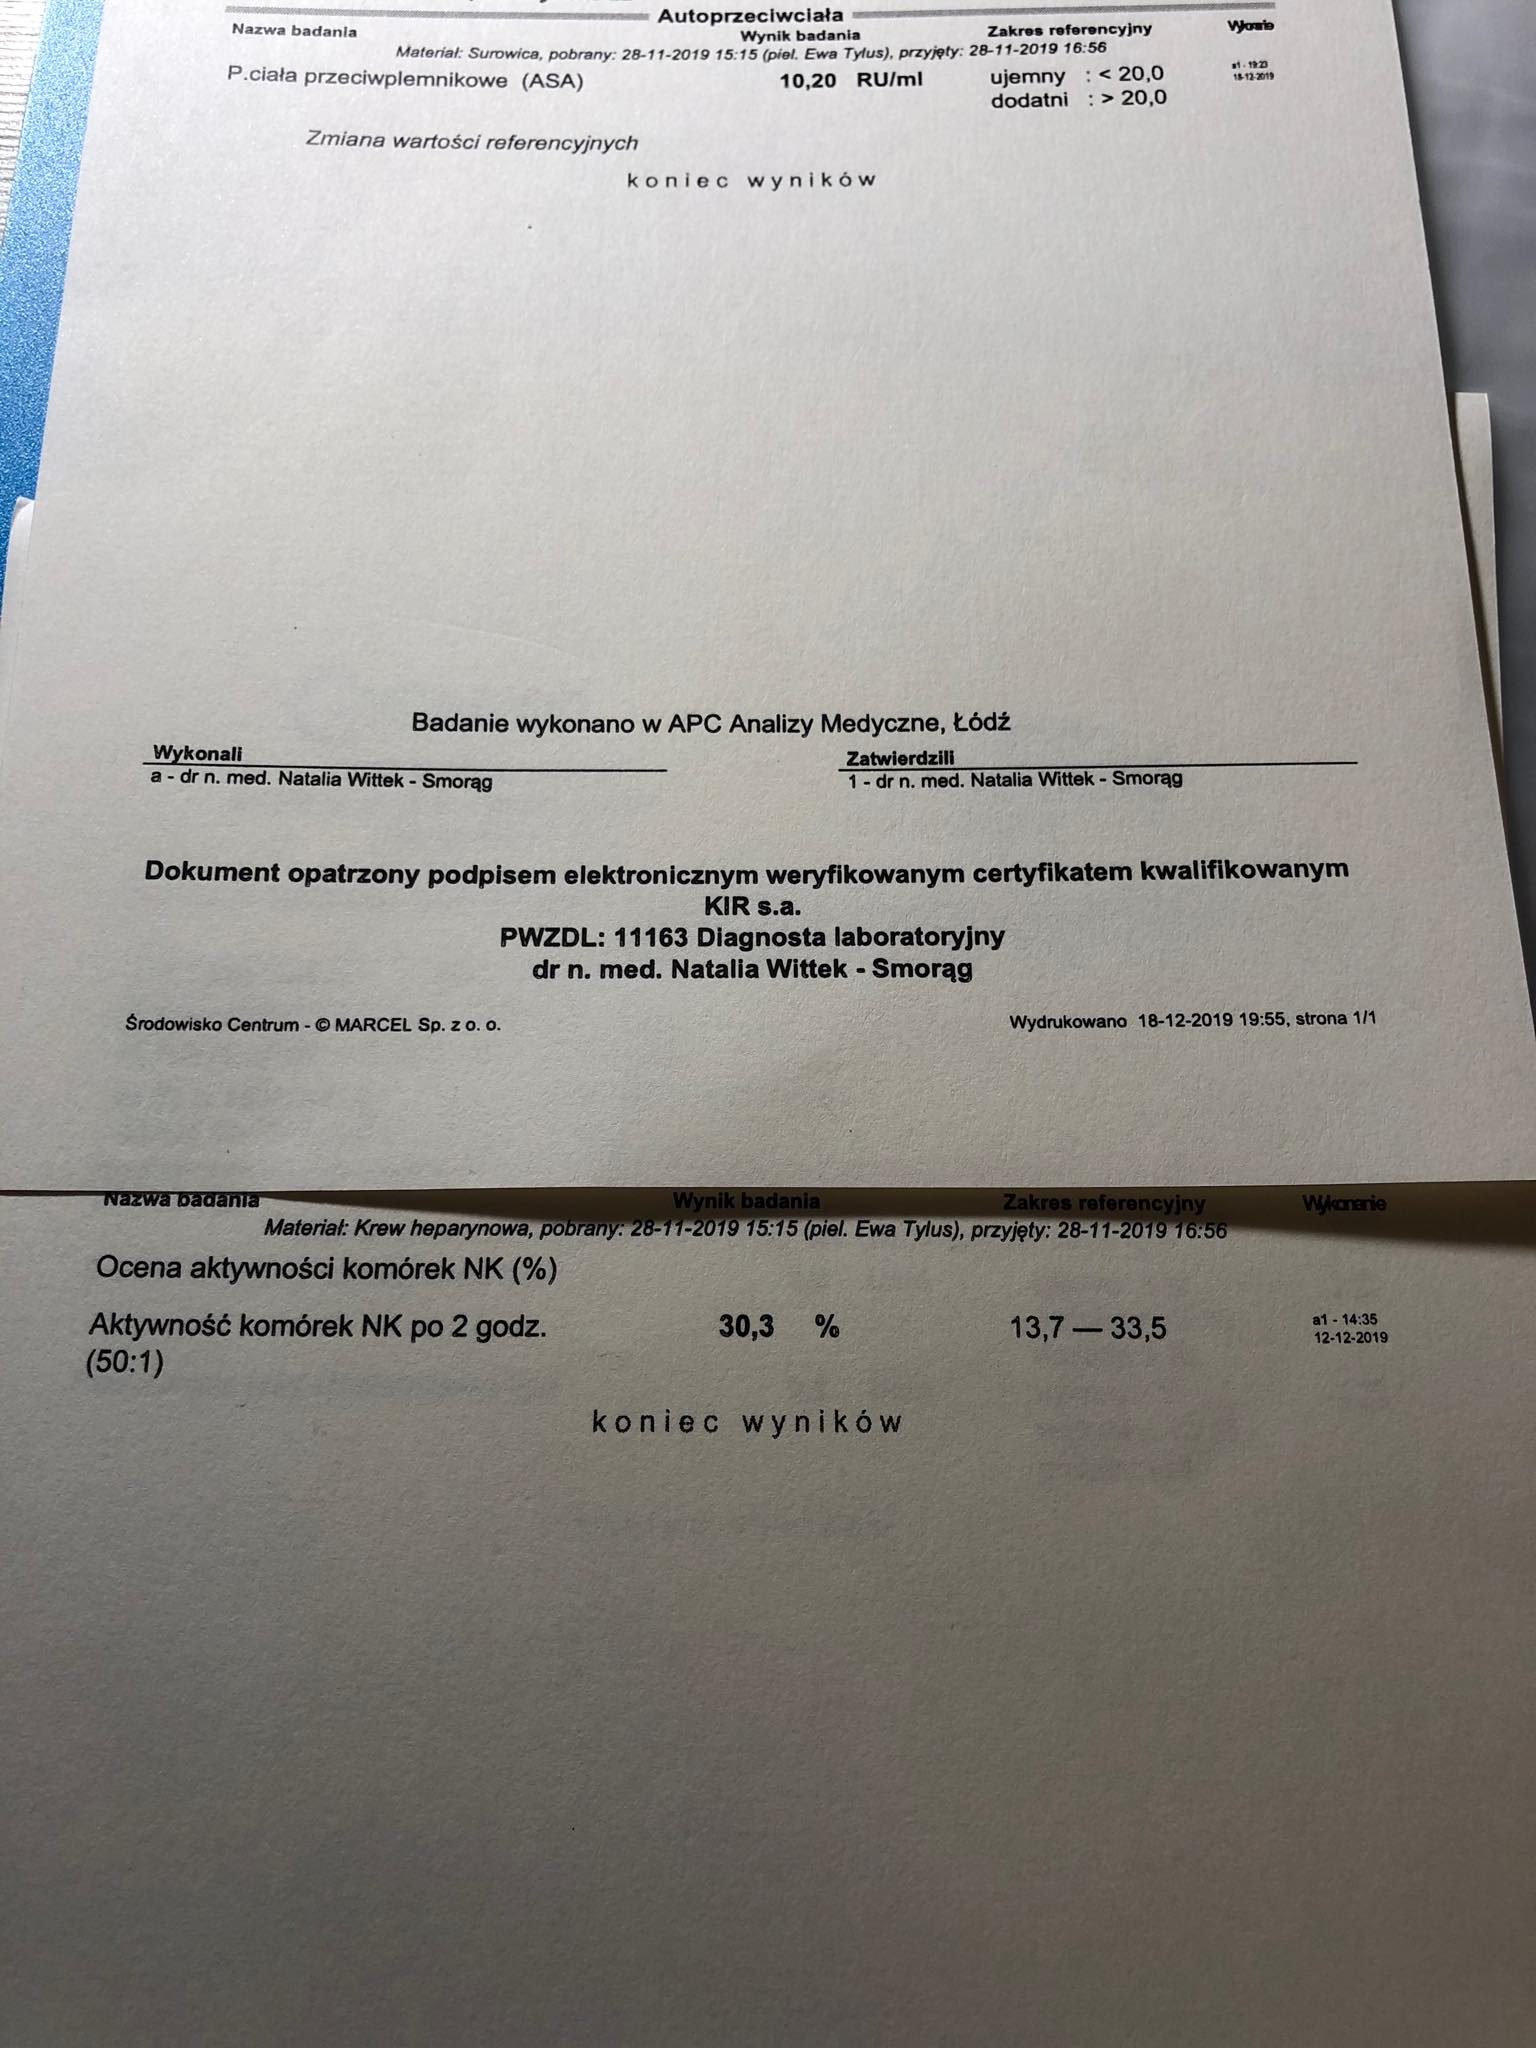 Autoprzeciwciała
Nazwa badania Wynik badania Zakres referencyjny Wykonanie
Materiał: Surowica, pobrany: 28-11-2019 15:15 (piel. Ewa Tylus), przyjęty: 28-11-2019 16:56
P.ciała przeciwplemnikowe (ASA) 10,20 RU/ml ujemny : < 20,0 a1 - 19:23
dodatni : > 20,0 18-12-2019
Zmiana wartości referencyjnych
koniec wyników
Badanie wykonano w APC Analizy Medyczne, Łódź
Wykonali Zatwierdzili
a - dr n. med. Natalia Wittek - Smorąg 1 - dr n. med. Natalia Wittek - Smorąg
Dokument opatrzony podpisem elektronicznym weryfikowanym certyfikatem kwalifikowanym
KIR s.a.
PWZDL: 11163 Diagnosta laboratoryjny
dr n. med. Natalia Wittek - Smorąg
Środowisko Centrum - © MARCEL Sp. z o. o. Wydrukowano 18-12-2019 19:55, strona 1/1
Nazwa badania Wynik badania Zakres referencyjny Wykonanie
Materiał: Krew heparynowa, pobrany: 28-11-2019 15:15 (piel. Ewa Tylus), przyjęty: 28-11-2019 16:56
Ocena aktywności komórek NK (%)
Aktywność komórek NK po 2 godz. 30,3 % 13,7 — 33,5 a1 - 14:35
(50:1) 12-12-2019
koniec wyników